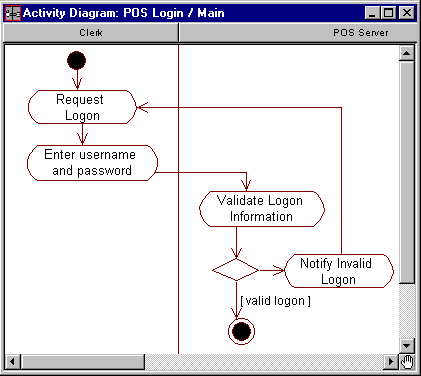 Activity Diagram: POS Login / Main
Clerk
POS Server
Request
Logon
Enter username
and password
Validate Logon
Information
Notify Invalid
Logon
[ valid logon ]